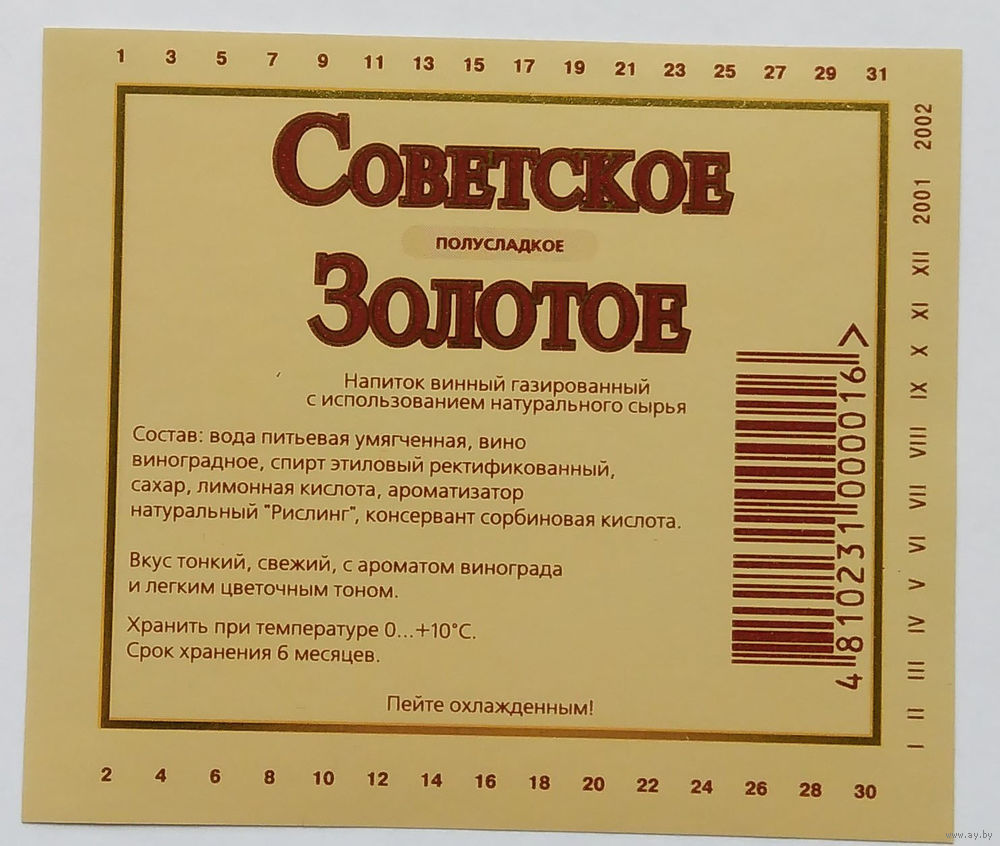 1 3 5 7 9 11 13 15 17 19 21 23 25 27 29 31
СОВЕТСКОЕ
ПОЛУСЛАДКОЕ
ЗОЛОТОЕ
Напиток винный газированный
с использованием натурального сырья
Состав: вода питьевая умягченная, вино
виноградное, спирт этиловый ректификованный,
сахар, лимонная кислота, ароматизатор
натуральный "Рислинг", консервант сорбиновая кислота.
Вкус тонкий, свежий, с ароматом винограда
и легким цветочным тоном.
Хранить при температуре 0...+10°С.
Срок хранения 6 месяцев.
Пейте охлажденным!
4 810231 000016 >
I II III IV V VI VII VIII IX X XI XII 2001 2002
2 4 6 8 10 12 14 16 18 20 22 24 26 28 30
www.ay.by